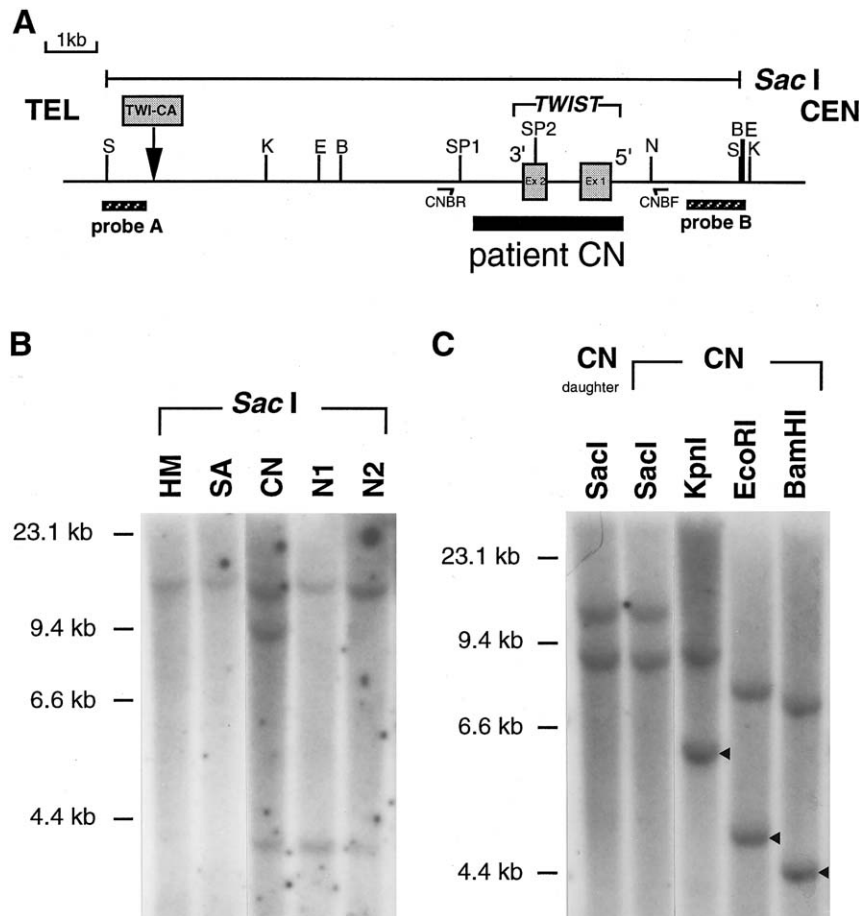 A
1kb
Sac I
TEL
TWI-CA
TWIST
CEN
S K E B SP1 3' SP2 5' N S BE K
Ex 2 Ex 1
CNBR CNBF
probe A probe B
patient CN
B
Sac I
HM SA CN N1 N2
23.1 kb
9.4 kb
6.6 kb
4.4 kb
C
CN CN
daughter
SacI SacI KpnI EcoRI BamHI
23.1 kb
9.4 kb
6.6 kb
4.4 kb